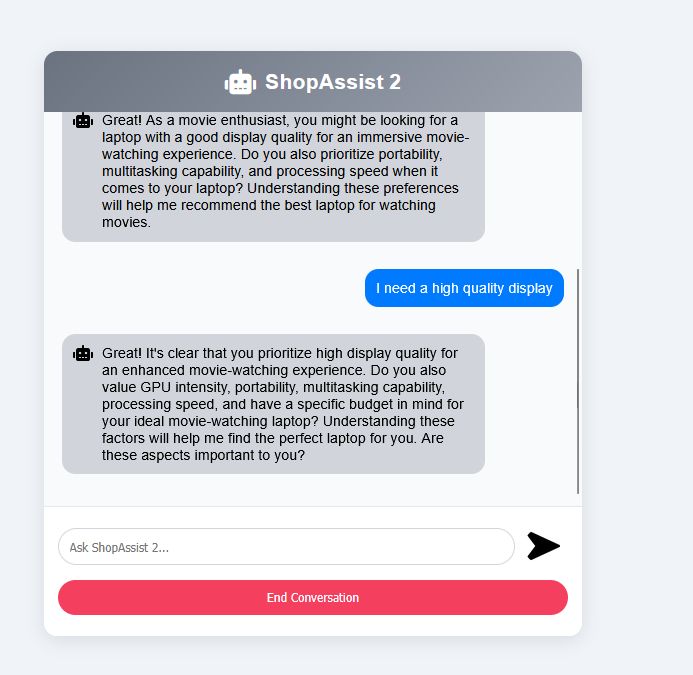 ShopAssist 2
Great! As a movie enthusiast, you might be looking for a
laptop with a good display quality for an immersive movie-
watching experience. Do you also prioritize portability,
multitasking capability, and processing speed when it
comes to your laptop? Understanding these preferences
will help me recommend the best laptop for watching
movies.
I need a high quality display
Great! It's clear that you prioritize high display quality for
an enhanced movie-watching experience. Do you also
value GPU intensity, portability, multitasking capability,
processing speed, and have a specific budget in mind for
your ideal movie-watching laptop? Understanding these
factors will help me find the perfect laptop for you. Are
these aspects important to you?
Ask ShopAssist 2...
End Conversation